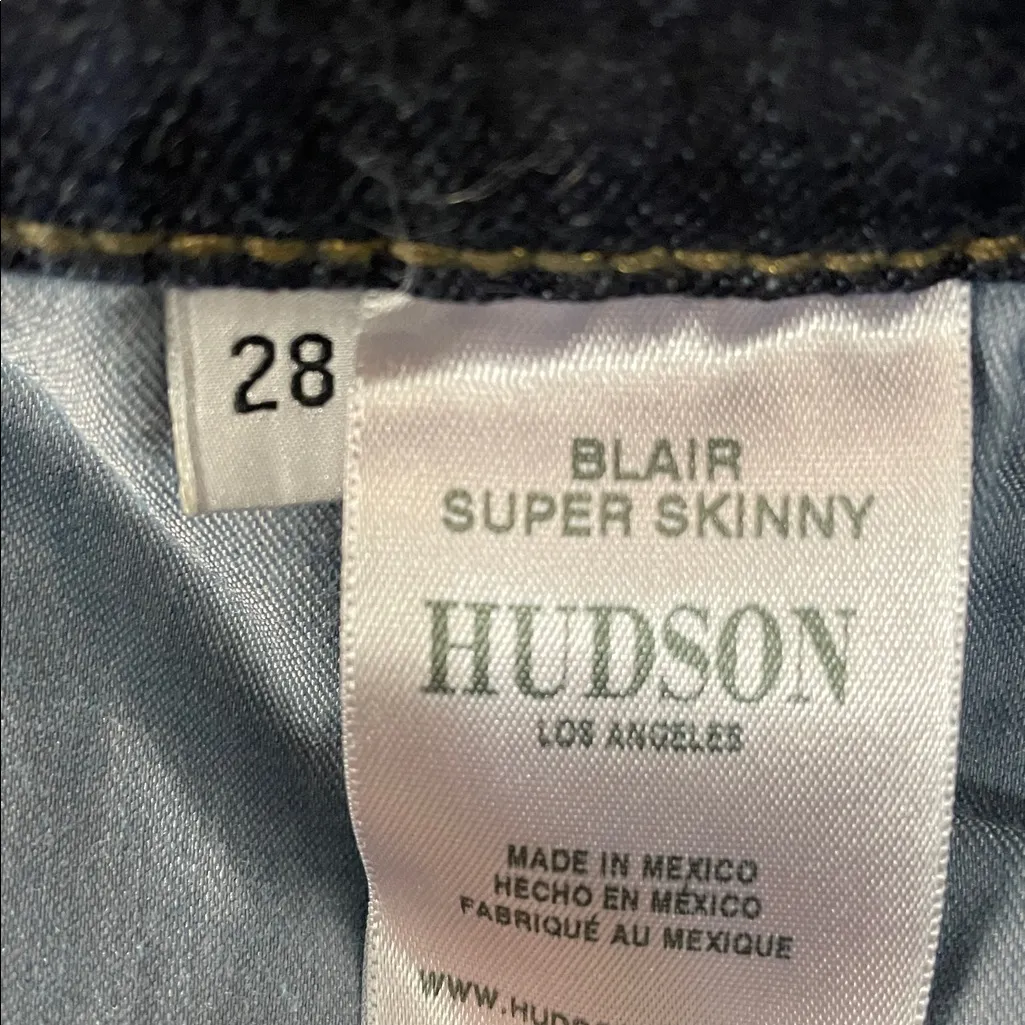 28
BLAIR
SUPER SKINNY
HUDSON
LOS ANGELES
MADE IN MEXICO
HECHO EN MÉXICO
FABRIQUÉ AU MEXIQUE